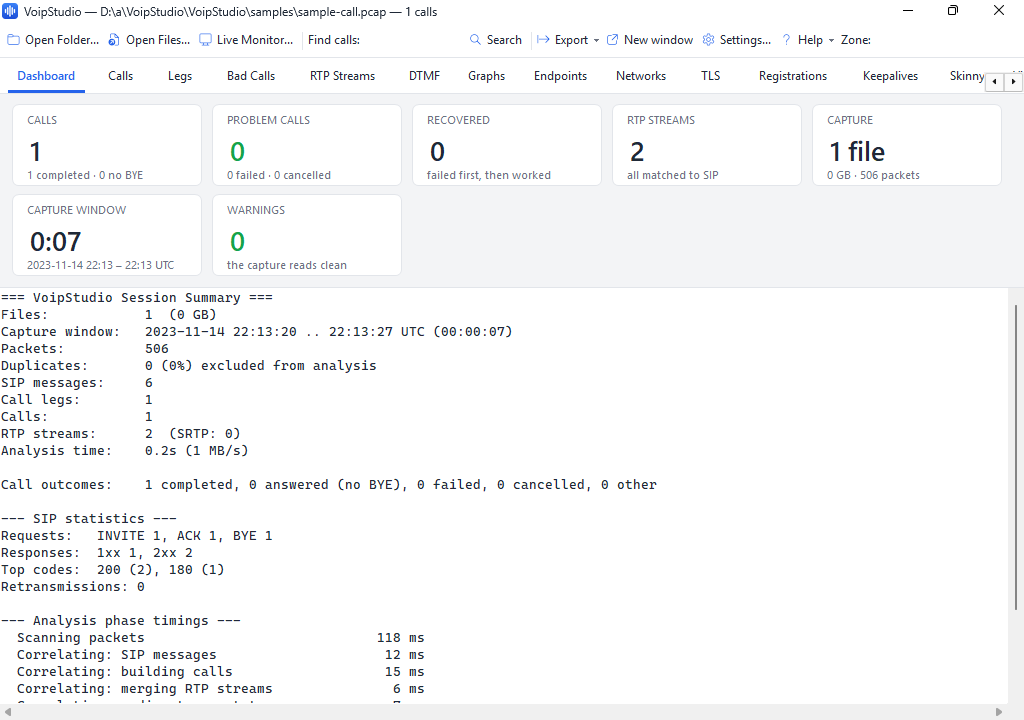 VoipStudio — D:\a\VoipStudio\VoipStudio\samples\sample-call.pcap — 1 calls
Open Folder... Open Files... Live Monitor... Find calls: Search Export New window Settings... Help Zone:
Dashboard Calls Legs Bad Calls RTP Streams DTMF Graphs Endpoints Networks TLS Registrations Keepalives Skinny
CALLS PROBLEM CALLS RECOVERED RTP STREAMS CAPTURE
1 0 0 2 1 file
1 completed · 0 no BYE 0 failed · 0 cancelled failed first, then worked all matched to SIP 0 GB · 506 packets
CAPTURE WINDOW WARNINGS
0:07 0
2023-11-14 22:13 – 22:13 UTC the capture reads clean
=== VoipStudio Session Summary ===
Files: 1 (0 GB)
Capture window: 2023-11-14 22:13:20 .. 22:13:27 UTC (00:00:07)
Packets: 506
Duplicates: 0 (0%) excluded from analysis
SIP messages: 6
Call legs: 1
Calls: 1
RTP streams: 2 (SRTP: 0)
Analysis time: 0.2s (1 MB/s)
Call outcomes: 1 completed, 0 answered (no BYE), 0 failed, 0 cancelled, 0 other
--- SIP statistics ---
Requests: INVITE 1, ACK 1, BYE 1
Responses: 1xx 1, 2xx 2
Top codes: 200 (2), 180 (1)
Retransmissions: 0
--- Analysis phase timings ---
Scanning packets 118 ms
Correlating: SIP messages 12 ms
Correlating: building calls 15 ms
Correlating: merging RTP streams 6 ms